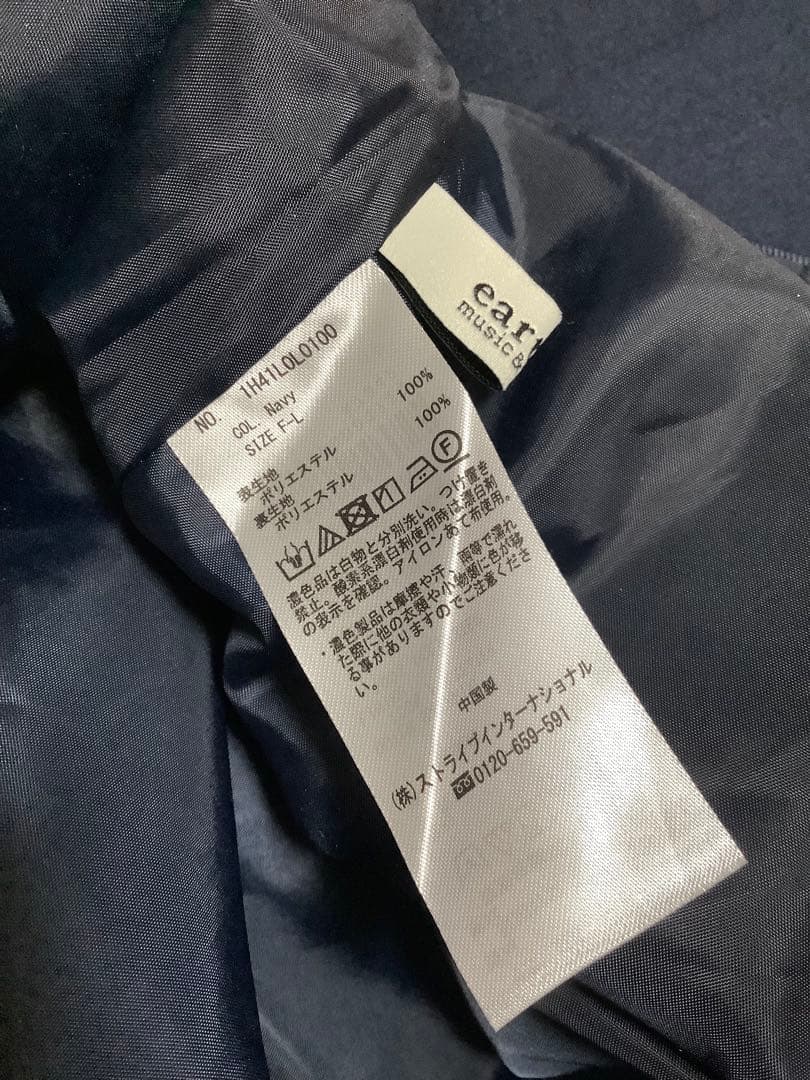 ear
music &
NO. 1H41L0L0100
COL. Navy
SIZE F-L
表生地
ポリエステル 100%
裏生地
ポリエステル 100%
F
濃色品は白物と分別洗い。つけ置き
禁止。酸素系漂白剤使用時は漂白剤
の表示を確認。アイロンあて布使用。
・濃色製品は摩擦や汗、雨等で濡れ
た際に他の衣類や小物類に色が移
る事がありますのでご注意くださ
い。
中国製
(株)ストライプインターナショナル
0120-659-591